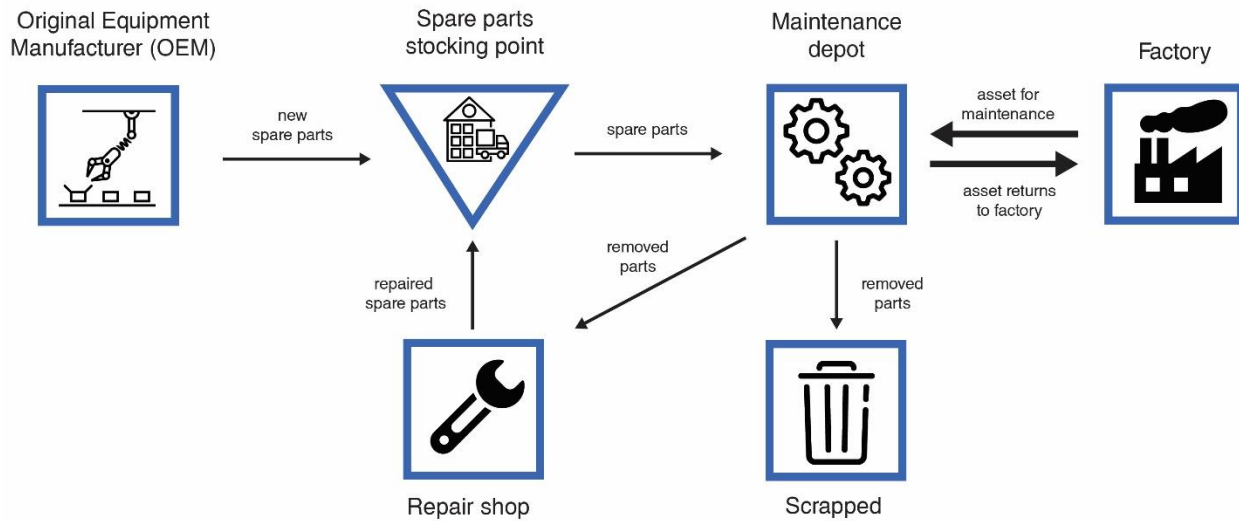 Original Equipment
Manufacturer (OEM)
Spare parts
stocking point
Maintenance
depot
Factory
new
spare parts
spare parts
asset for
maintenance
asset returns
to factory
repaired
spare parts
removed
parts
removed
parts
Repair shop
Scrapped